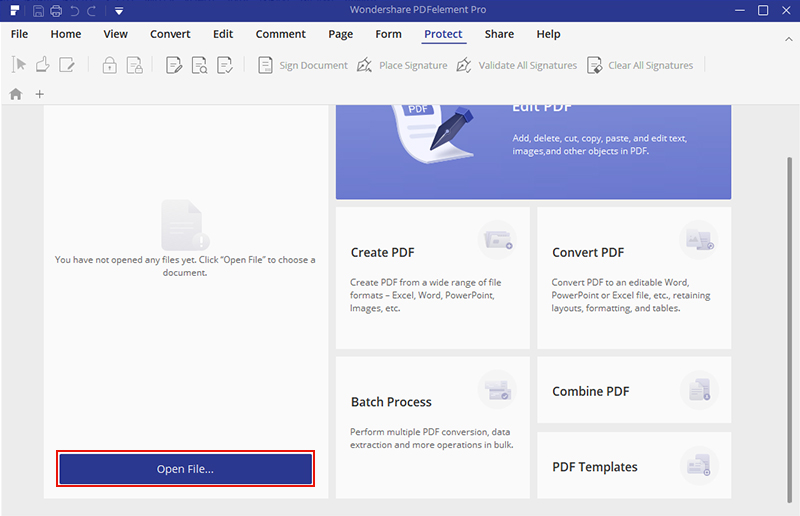 Wondershare PDFelement Pro
File Home View Convert Edit Comment Page Form Protect Share Help
Sign Document Place Signature Validate All Signatures Clear All Signatures
PDF
Edit PDF
Add, delete, cut, copy, paste, and edit text,
images,and other objects in PDF.
You have not opened any files yet. Click "Open File" to choose a
document.
Open File...
Create PDF
Create PDF from a wide range of file
formats – Excel, Word, PowerPoint,
Images, etc.
Convert PDF
Convert PDF to an editable Word,
PowerPoint or Excel file, etc., retaining
layouts, formatting, and tables.
Batch Process
Perform multiple PDF conversion, data
extraction and more operations in bulk.
Combine PDF
PDF Templates